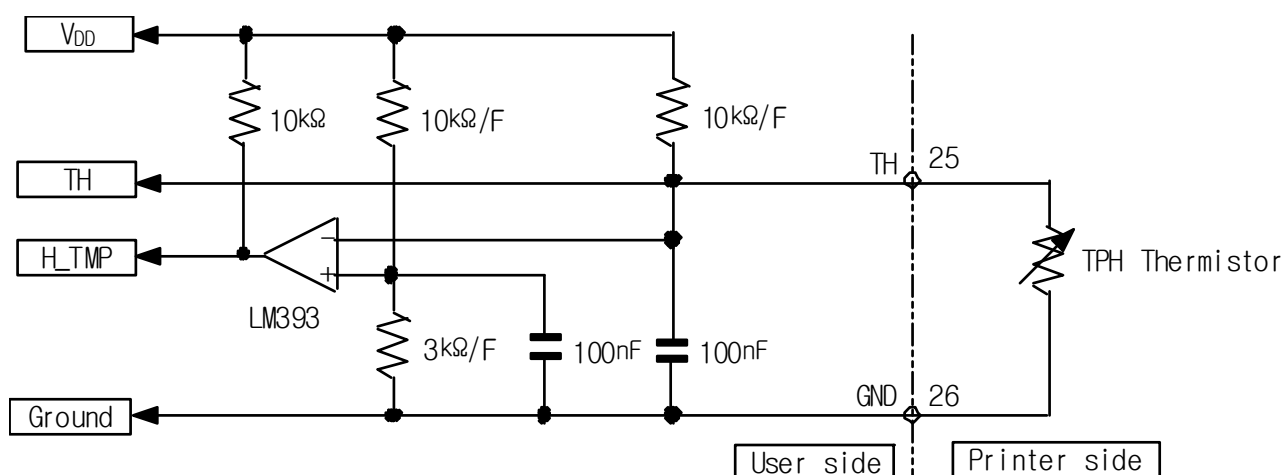 VDD
10kΩ
10kΩ/F
10kΩ/F
TH
TH
25
H_TMP
−
+
LM393
TPH Thermistor
3kΩ/F
100nF
100nF
Ground
GND
26
User side
Printer side